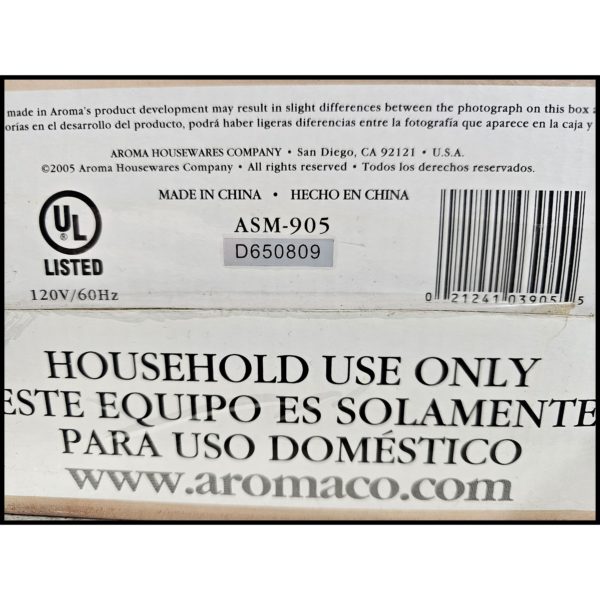 made in Aroma's product development may result in slight differences between the photograph on this box
orías en el desarrollo del producto, podrá haber ligeras diferencias entre la fotografía que aparece en la caja y
AROMA HOUSEWARES COMPANY • San Diego, CA 92121 • U.S.A.
©2005 Aroma Housewares Company • All rights reserved • Todos los derechos reservados.
MADE IN CHINA • HECHO EN CHINA
UL
®
LISTED
120V/60Hz
ASM-905
D650809
0 21241 03905 5
HOUSEHOLD USE ONLY
ESTE EQUIPO ES SOLAMENTE
PARA USO DOMÉSTICO
www.aromaco.com